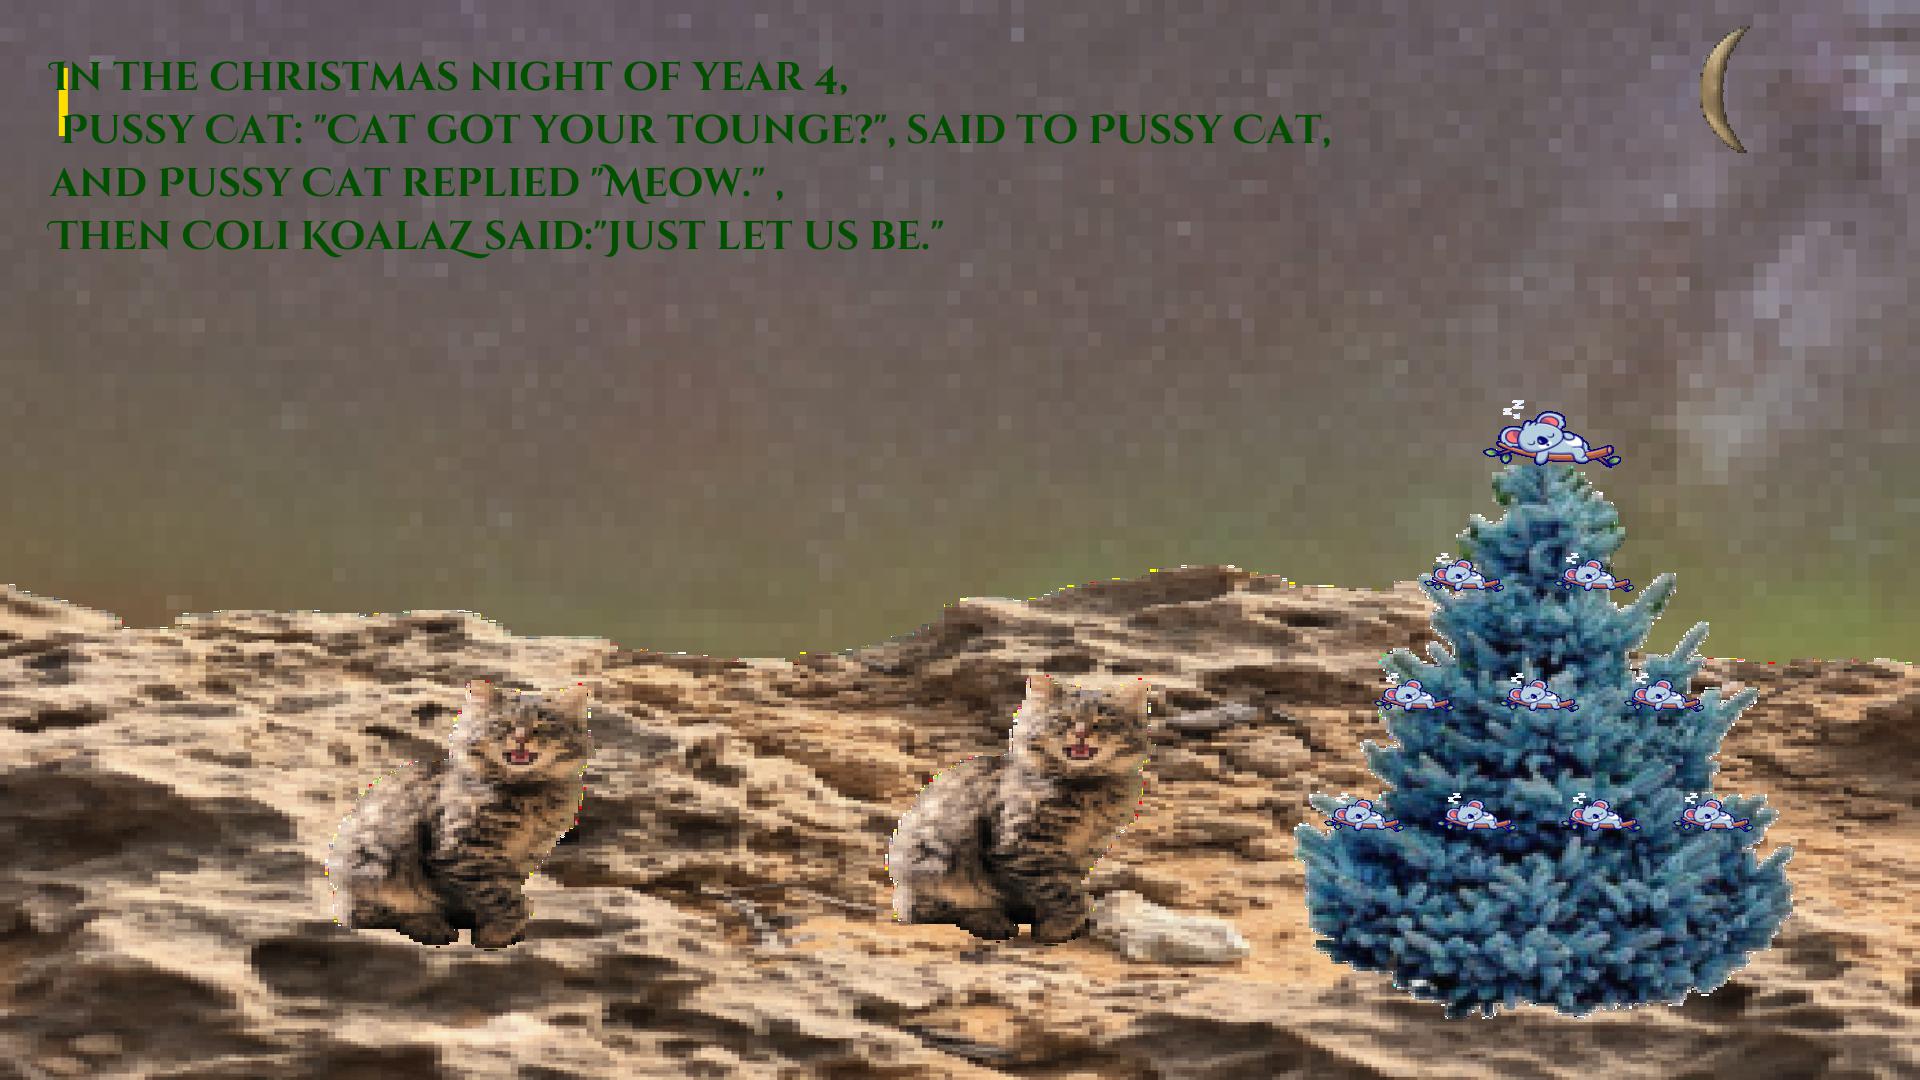 In the christmas night of year 4,
Pussy Cat: "Cat got your tounge?", said to Pussy Cat,
and Pussy Cat replied "Meow." ,
Then Coli KoalaZ said:"Just let us be."
z z
z z
z z
z z
z z
z z
z z
z z
z z
z z